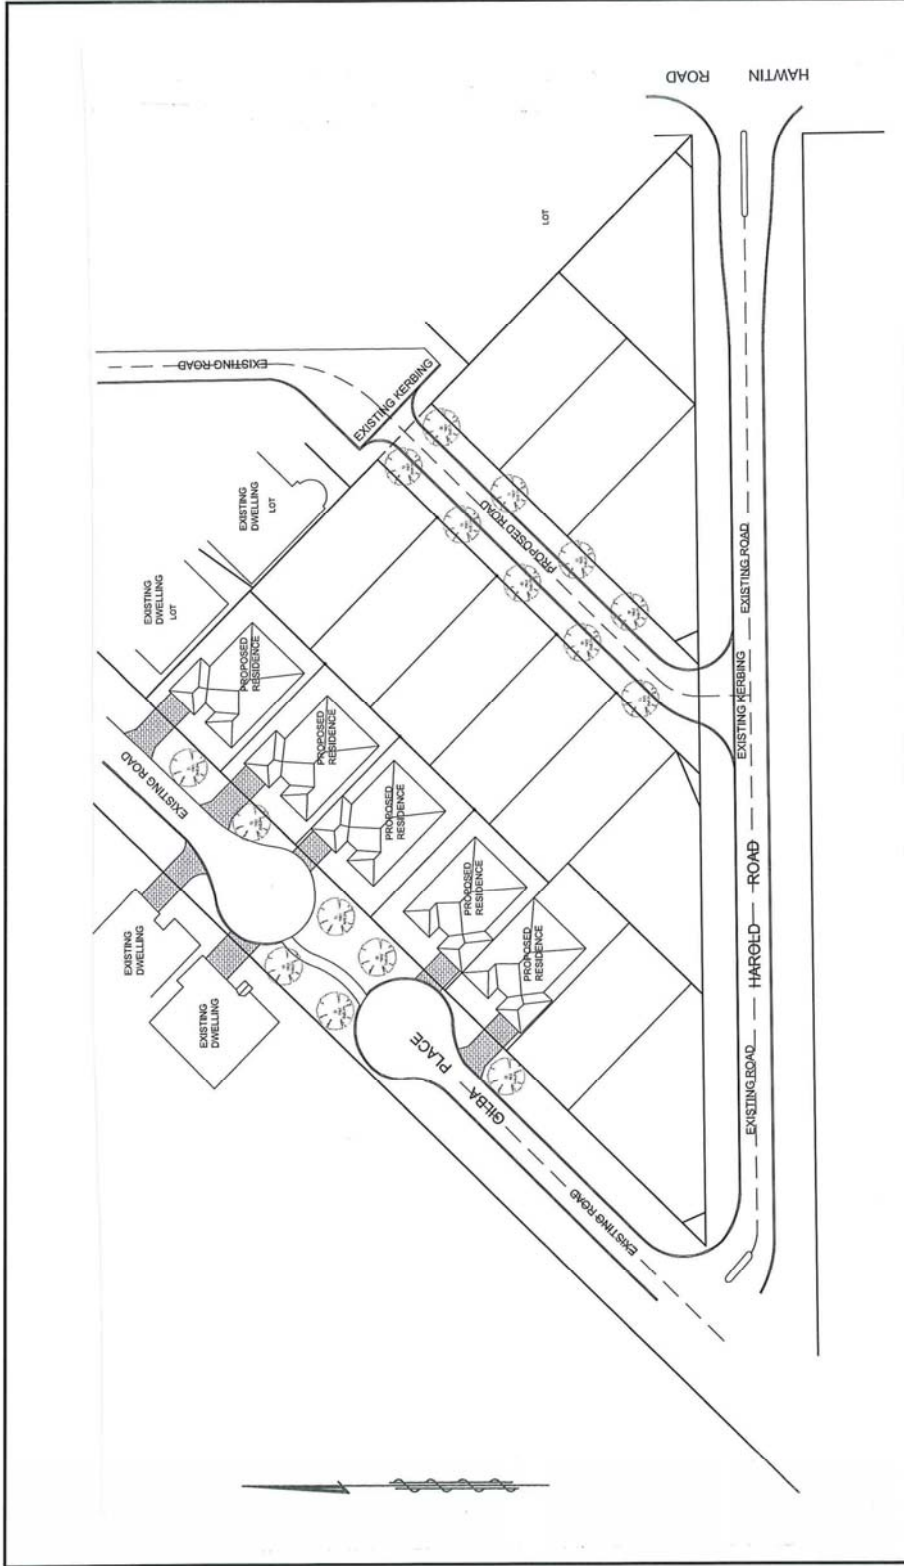 HAWTIN
ROAD
LOT
EXISTING ROAD
EXISTING KERBING
EXISTING
DWELLING
LOT
EXISTING
DWELLING
LOT
PROPOSED ROAD
PROPOSED
RESIDENCE
PROPOSED
RESIDENCE
PROPOSED
RESIDENCE
PROPOSED
RESIDENCE
PROPOSED
RESIDENCE
EXISTING ROAD
EXISTING
DWELLING
EXISTING
DWELLING
GILBA
PLACE
EXISTING ROAD
EXISTING ROAD
HAROLD ROAD
EXISTING KERBING
EXISTING ROAD